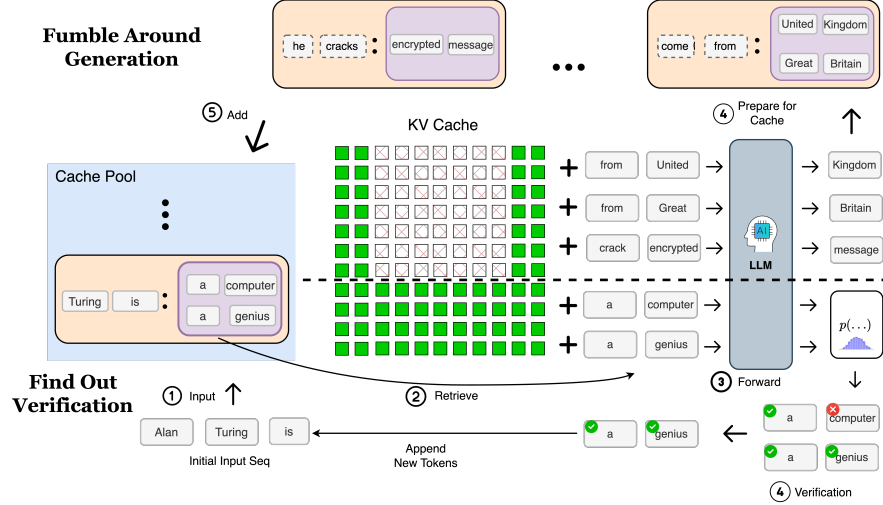 Fumble Around
Generation
he cracks : encrypted message
...
come from : United Kingdom
Great Britain
5 Add
4 Prepare for
Cache
KV Cache
Cache Pool
Turing is : a computer
a genius
+ from United → Kingdom
+ from Great → Britain
+ crack encrypted → message
AI
LLM
+ a computer
+ a genius
p(...)
Find Out
Verification
1 Input
2 Retrieve
3 Forward
Alan Turing is
Initial Input Seq
Append
New Tokens
a genius
a computer
a genius
4 Verification